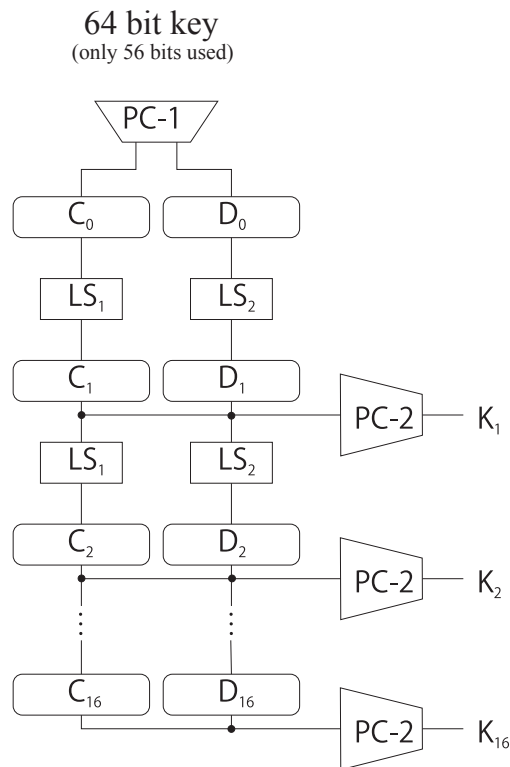 64 bit key
(only 56 bits used)
PC-1
C₀ D₀
LS₁ LS₂
C₁ D₁
PC-2 K₁
LS₁ LS₂
C₂ D₂
PC-2 K₂
C₁₆ D₁₆
PC-2 K₁₆